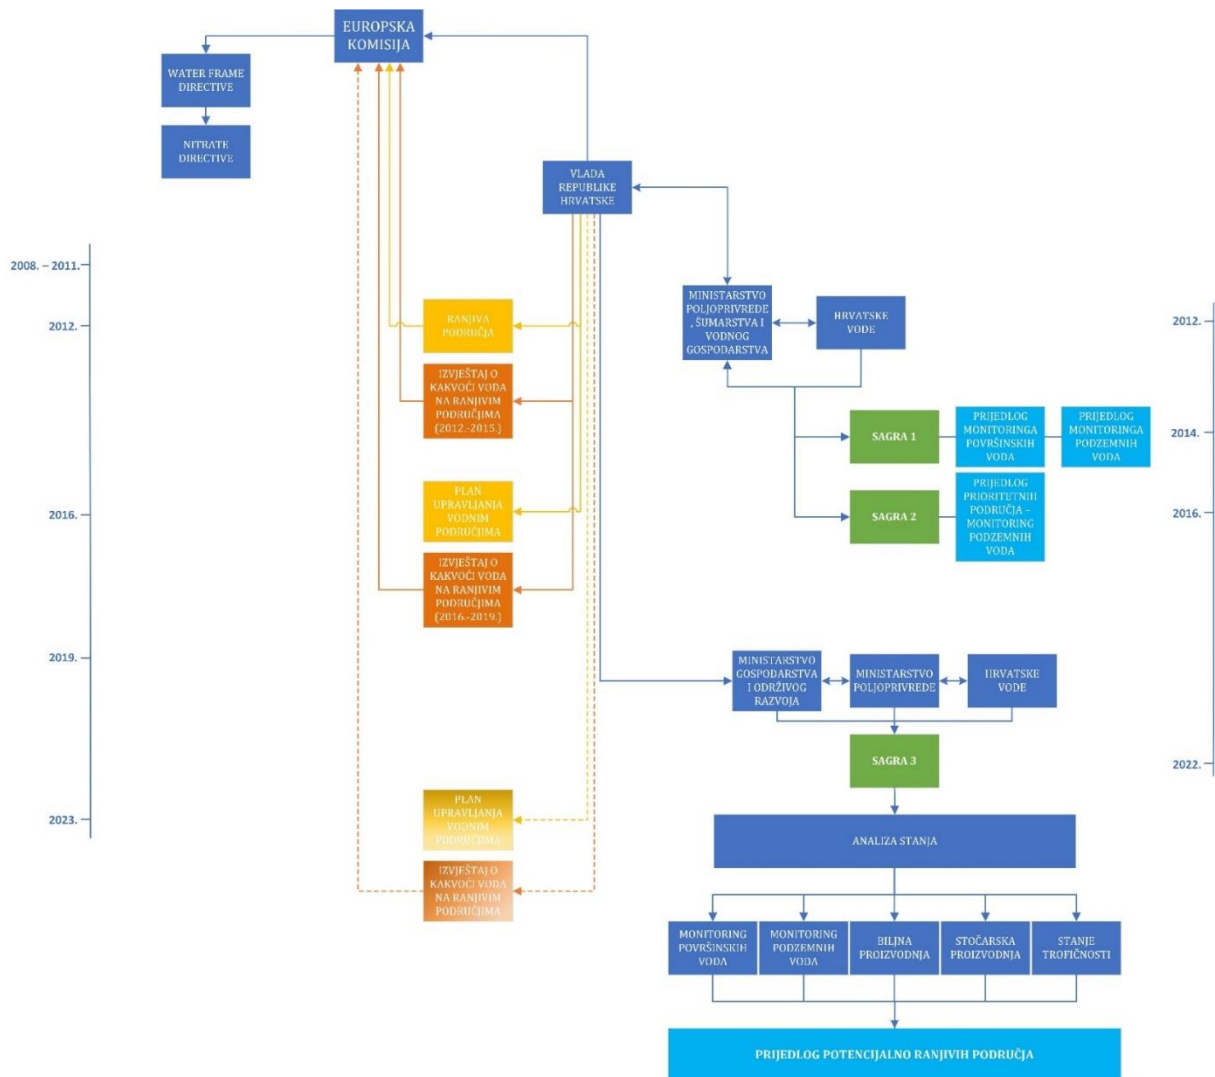 EUROPSKA
KOMISIJA
WATER FRAME
DIRECTIVE
NITRATE
DIRECTIVE
VLADA
REPUBLIKE
HRVATSKE
2008. – 2011.
2012.
2016.
2019.
2023.
RANJIVA
PODRUČJA
IZVJEŠTAJ O
KAKVOĆI VODA
NA RANJIVIM
PODRUČJIMA
(2012.-2015.)
PLAN
UPRAVLJANJA
VODNIM
PODRUČJIMA
IZVJEŠTAJ O
KAKVOĆI VODA
NA RANJIVIM
PODRUČJIMA
(2016.-2019.)
PLAN
UPRAVLJANJA
VODNIM
PODRUČJIMA
IZVJEŠTAJ O
KAKVOĆI VODA
NA RANJIVIM
PODRUČJIMA
MINISTARSTVO
POLJOPRIVREDE
, ŠUMARSTVA I
VODNOG
GOSPODARSTVA
HRVATSKE
VODE
2012.
2014.
2016.
2022.
SAGRA 1
PRIJEDLOG
MONITORINGA
POVRŠINSKIH
VODA
PRIJEDLOG
MONITORINGA
PODZEMNIH
VODA
SAGRA 2
PRIJEDLOG
PRIORITETNIH
PODRUČJA –
MONITORING
PODZEMNIH
VODA
MINISTARSTVO
GOSPODARSTVA
I ODRŽIVOG
RAZVOJA
MINISTARSTVO
POLJOPRIVREDE
HRVATSKE
VODE
SAGRA 3
ANALIZA STANJA
MONITORING
POVRŠINSKIH
VODA
MONITORING
PODZEMNIH
VODA
BILJNA
PROIZVODNJA
STOČARSKA
PROIZVODNJA
STANJE
TROFIČNOSTI
PRIJEDLOG POTENCIJALNO RANJIVIH PODRUČJA